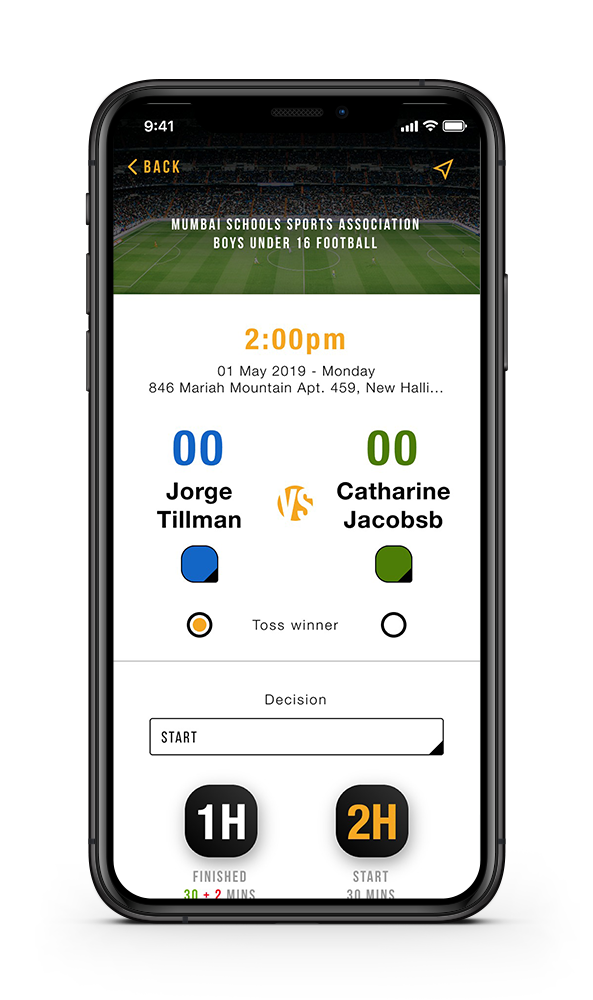 9:41
BACK
MUMBAI SCHOOLS SPORTS ASSOCIATION
BOYS UNDER 16 FOOTBALL
2:00pm
01 May 2019 - Monday
846 Mariah Mountain Apt. 459, New Halli...
00 00
Jorge Tillman VS Catharine Jacobsb
Toss winner
Decision
START
1H 2H
FINISHED START
30 + 2 MINS 30 MINS